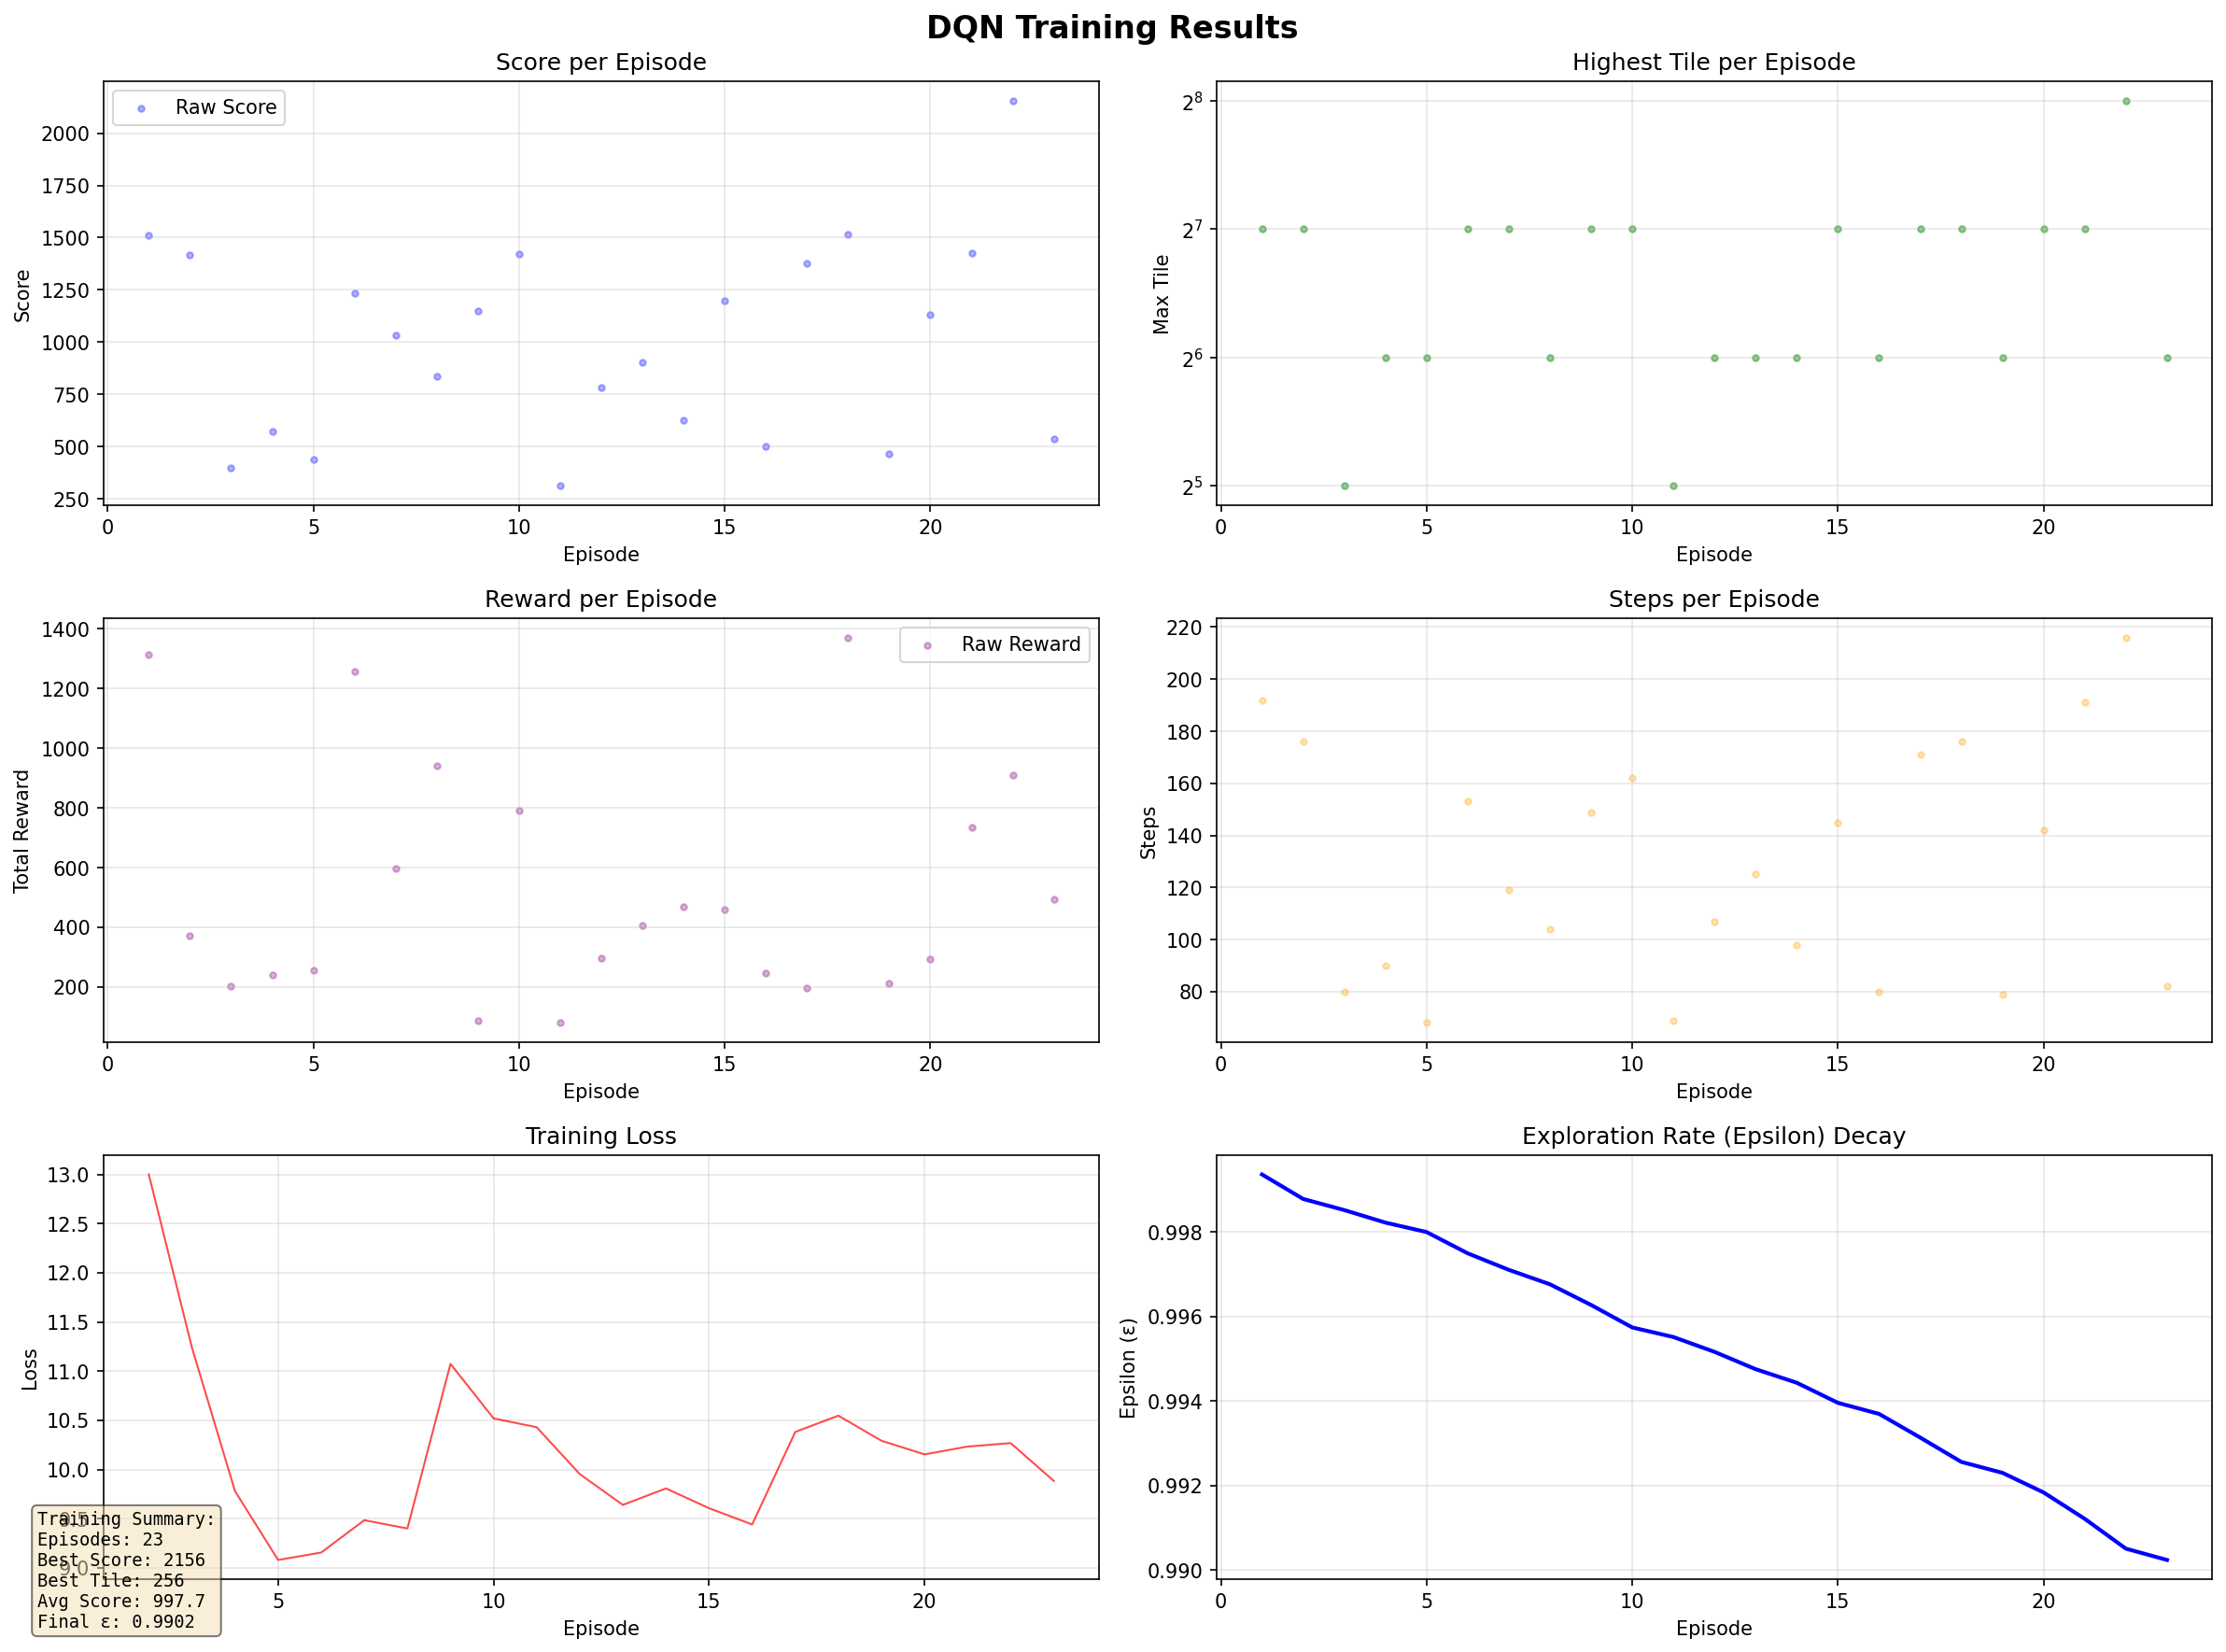 DQN Training Results
Score per Episode
Raw Score
2000
1750
1500
1250
1000
750
500
250
Score
0 5 10 15 20
Episode
Highest Tile per Episode
2⁸
2⁷
2⁶
2⁵
Max Tile
0 5 10 15 20
Episode
Reward per Episode
Raw Reward
1400
1200
1000
800
600
400
200
Total Reward
0 5 10 15 20
Episode
Steps per Episode
220
200
180
160
140
120
100
80
Steps
0 5 10 15 20
Episode
Training Loss
13.0
12.5
12.0
11.5
11.0
10.5
10.0
9.5
9.0
Loss
5 10 15 20
Episode
Training Summary:
Episodes: 23
Best Score: 2156
Best Tile: 256
Avg Score: 997.7
Final ε: 0.9902
Exploration Rate (Epsilon) Decay
0.998
0.996
0.994
0.992
0.990
Epsilon (ε)
0 5 10 15 20
Episode